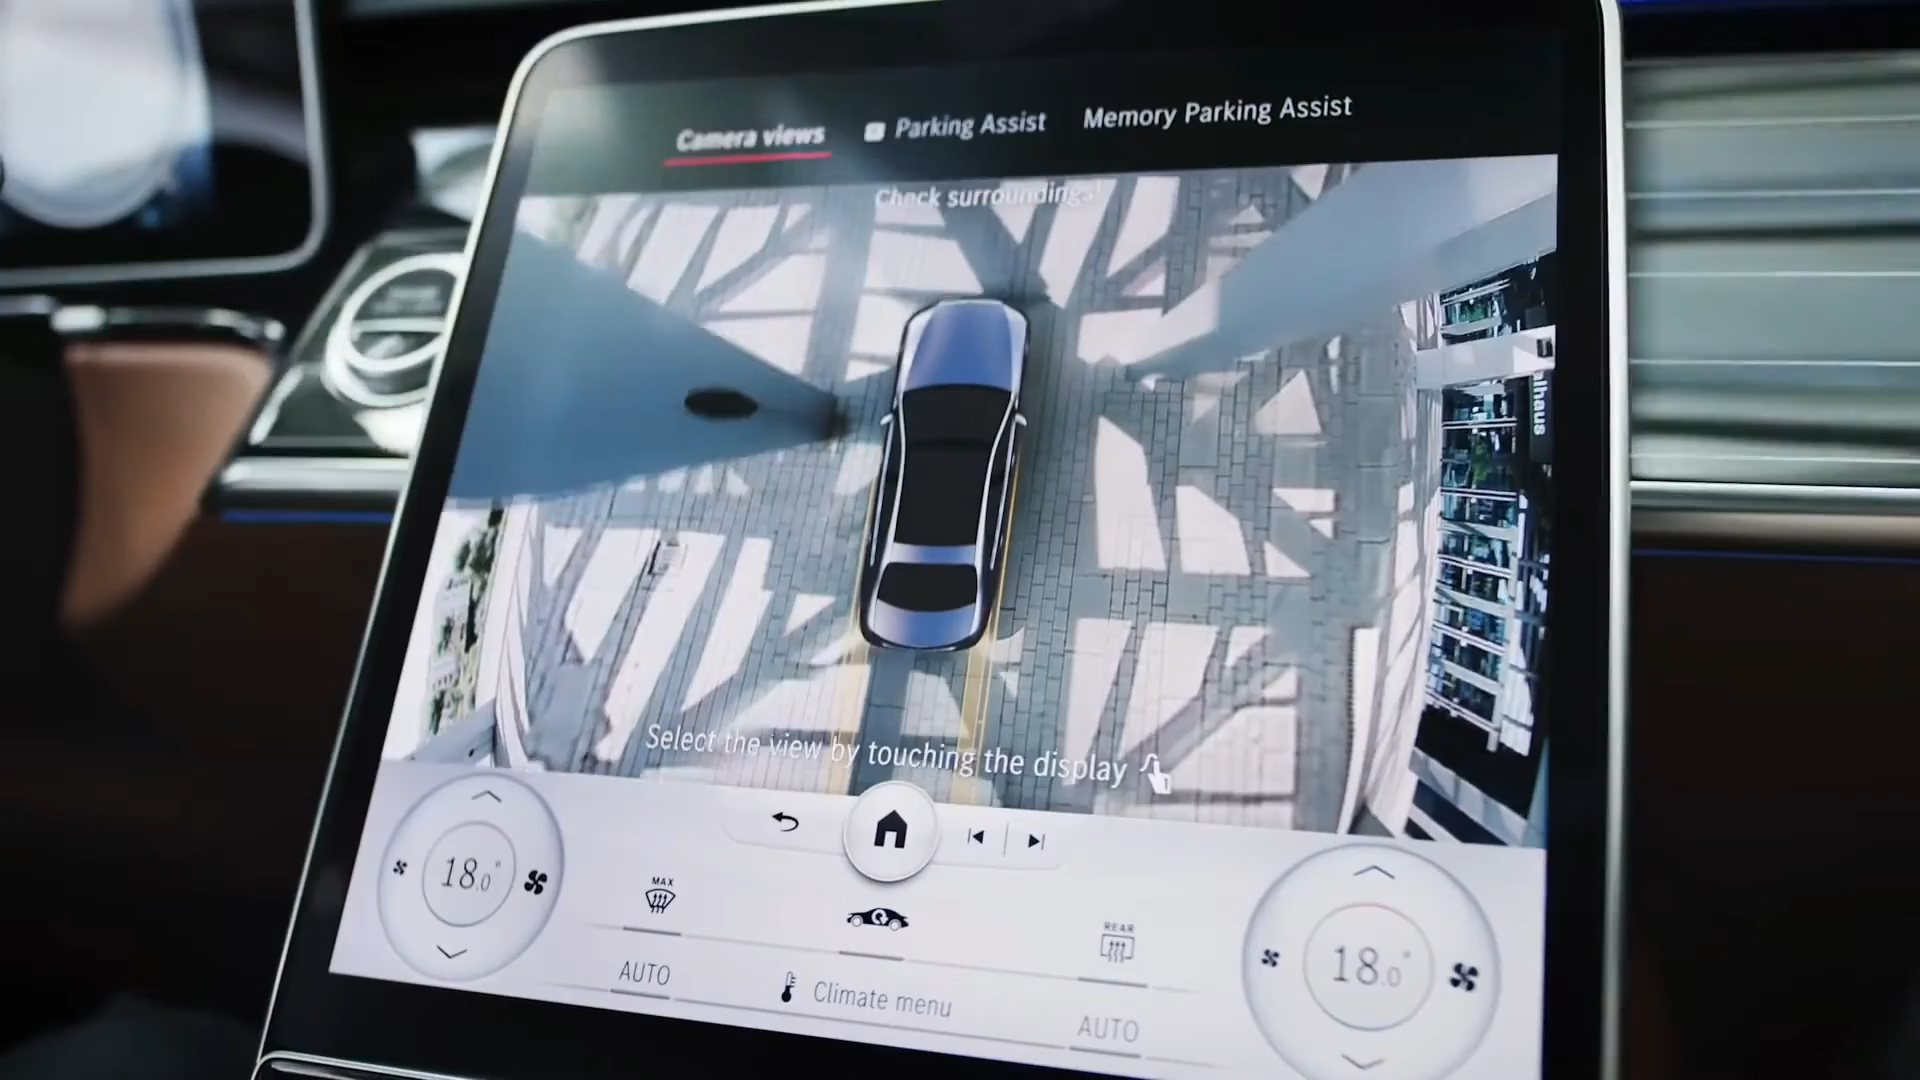 Camera views Parking Assist Memory Parking Assist
Check surroundings!
alhaus
Select the view by touching the display
18.0°
MAX
REAR
18.0°
AUTO
Climate menu
AUTO